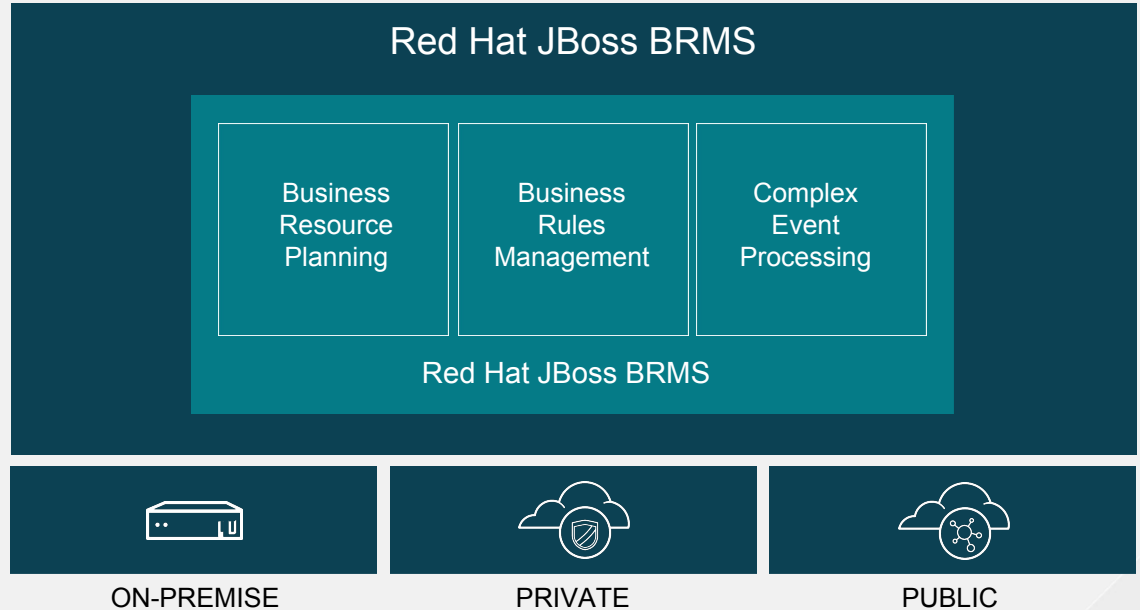 Red Hat JBoss BRMS
Business
Resource
Planning
Business
Rules
Management
Complex
Event
Processing
Red Hat JBoss BRMS
ON-PREMISE
PRIVATE
PUBLIC